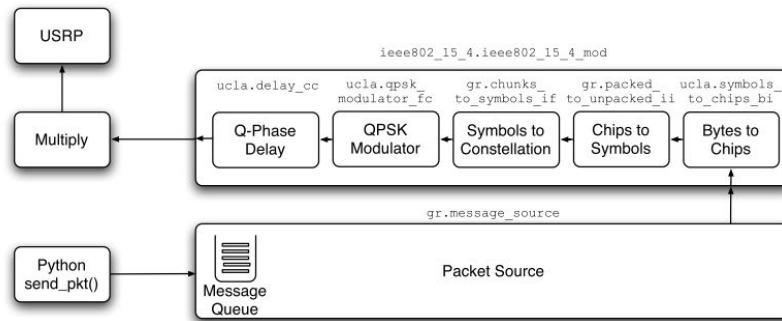 USRP
ieee802_15_4.ieee802_15_4_mod
ucla.delay_cc
ucla.qpsk_
modulator_fc
gr.chunks_
to_symbols_if
gr.packed_
to_unpacked_ii
ucla.symbols_
to_chips_bi
Multiply
Q-Phase
Delay
QPSK
Modulator
Symbols to
Constellation
Chips to
Symbols
Bytes to
Chips
gr.message_source
Python
send_pkt()
Message
Queue
Packet Source